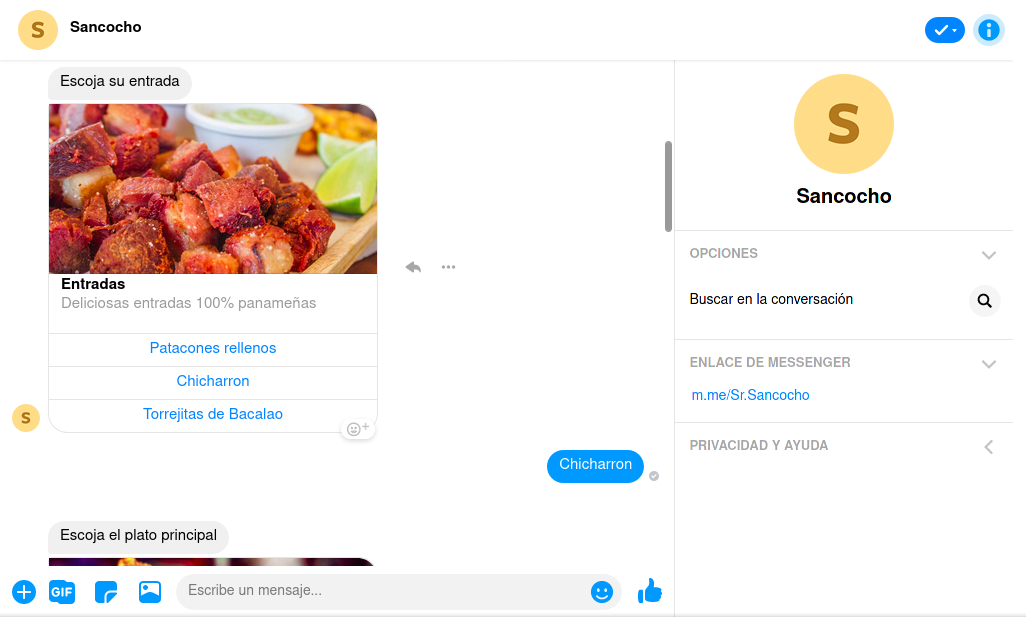 S
Sancocho
Escoja su entrada
Entradas
Deliciosas entradas 100% panameñas
Patacones rellenos
Chicharron
Torrejitas de Bacalao
S
Chicharron
Escoja el plato principal
GIF
Escribe un mensaje...
S
Sancocho
OPCIONES
Buscar en la conversación
ENLACE DE MESSENGER
m.me/Sr.Sancocho
PRIVACIDAD Y AYUDA